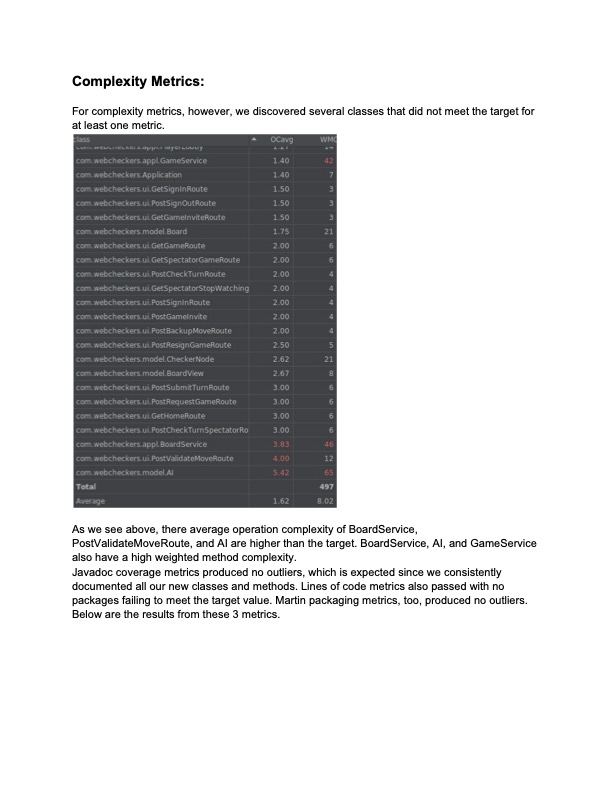 Complexity Metrics:
For complexity metrics, however, we discovered several classes that did not meet the target for
at least one metric.
class OCavg WMC
com.webcheckers.appl.PlayerLobby 1.27 14
com.webcheckers.appl.GameService 1.40 42
com.webcheckers.Application 1.40 7
com.webcheckers.ui.GetSignInRoute 1.50 3
com.webcheckers.ui.PostSignOutRoute 1.50 3
com.webcheckers.ui.GetGameInviteRoute 1.50 3
com.webcheckers.model.Board 1.75 21
com.webcheckers.ui.GetGameRoute 2.00 6
com.webcheckers.ui.GetSpectatorGameRoute 2.00 6
com.webcheckers.ui.PostCheckTurnRoute 2.00 4
com.webcheckers.ui.GetSpectatorStopWatching 2.00 4
com.webcheckers.ui.PostSignInRoute 2.00 4
com.webcheckers.ui.PostGameInvite 2.00 4
com.webcheckers.ui.PostBackupMoveRoute 2.00 4
com.webcheckers.ui.PostResignGameRoute 2.50 5
com.webcheckers.model.CheckerNode 2.62 21
com.webcheckers.model.BoardView 2.67 8
com.webcheckers.ui.PostSubmitTurnRoute 3.00 6
com.webcheckers.ui.PostRequestGameRoute 3.00 6
com.webcheckers.ui.GetHomeRoute 3.00 6
com.webcheckers.ui.PostCheckTurnSpectatorRo 3.00 6
com.webcheckers.appl.BoardService 3.83 46
com.webcheckers.ui.PostValidateMoveRoute 4.00 12
com.webcheckers.model.AI 5.42 65
Total 497
Average 1.62 8.02
As we see above, there average operation complexity of BoardService,
PostValidateMoveRoute, and AI are higher than the target. BoardService, AI, and GameService
also have a high weighted method complexity.
Javadoc coverage metrics produced no outliers, which is expected since we consistently
documented all our new classes and methods. Lines of code metrics also passed with no
packages failing to meet the target value. Martin packaging metrics, too, produced no outliers.
Below are the results from these 3 metrics.